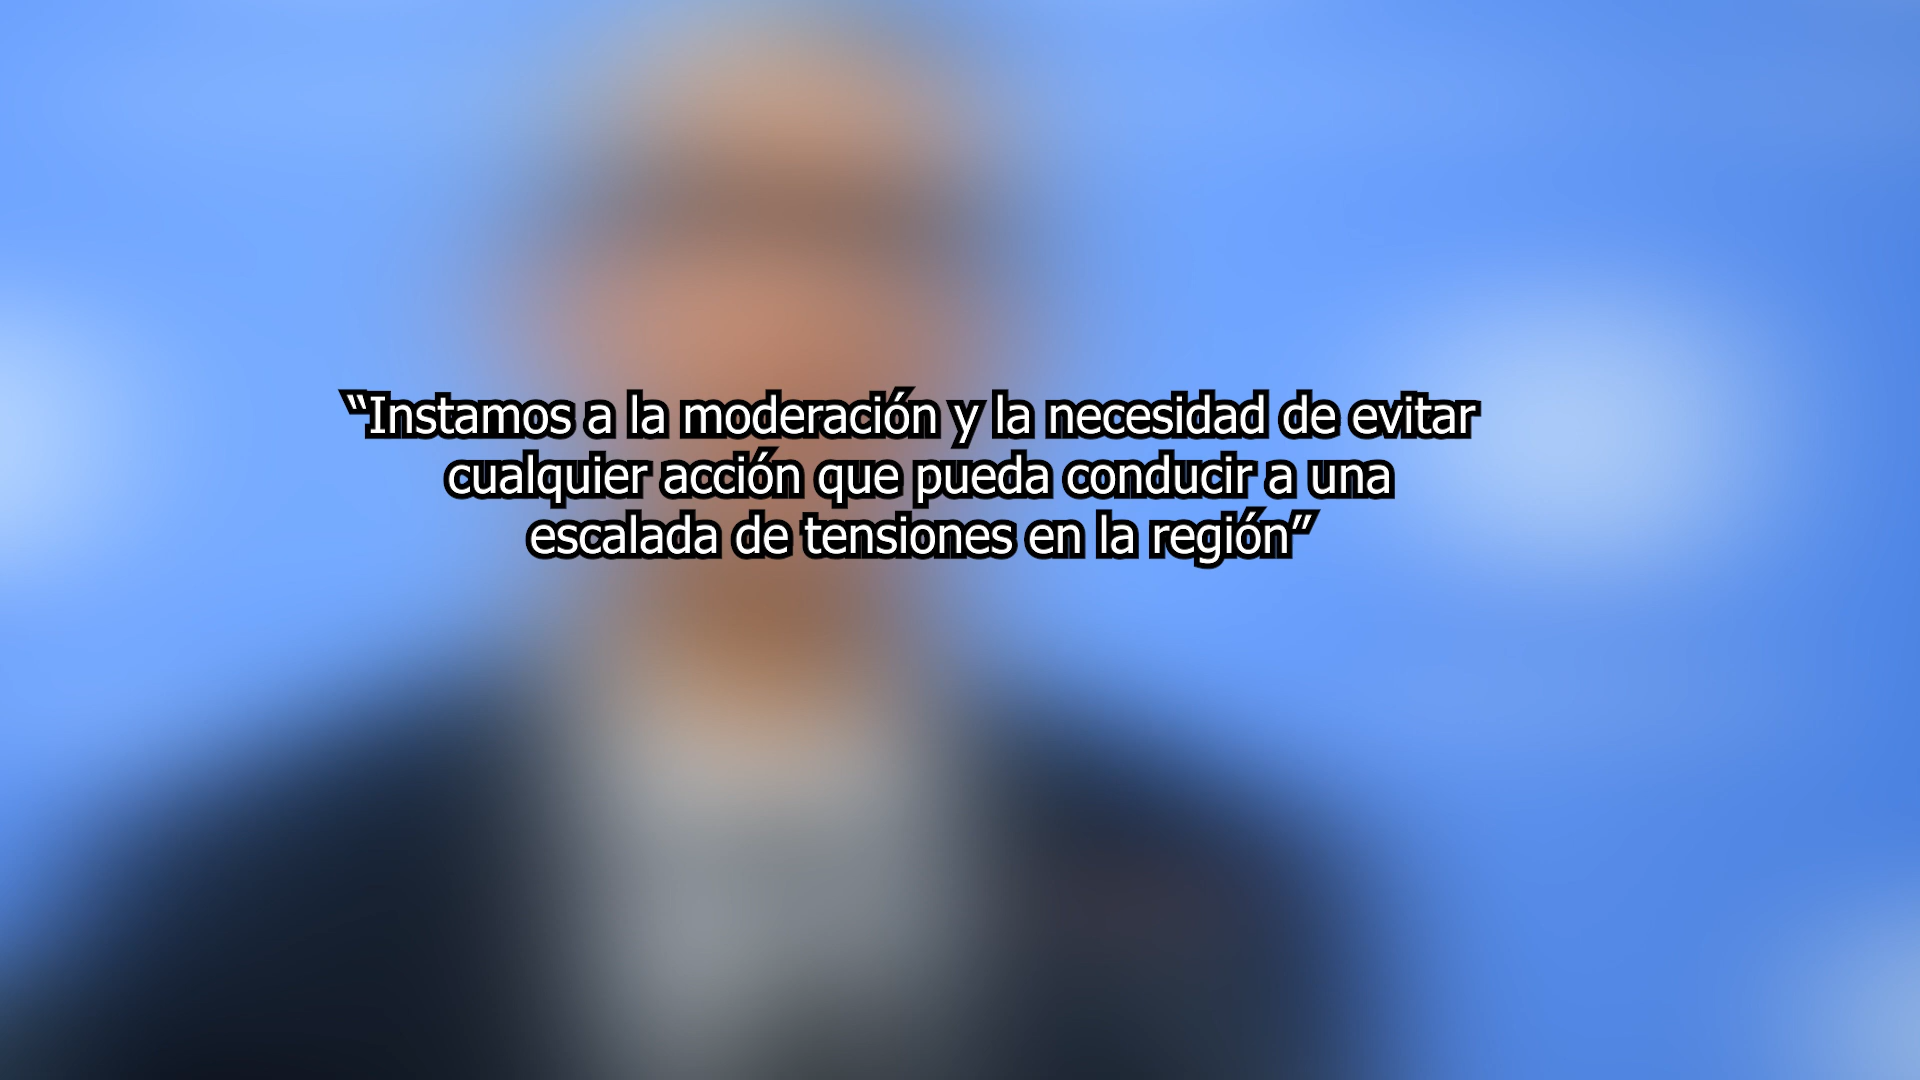 “Instamos a la moderación y la necesidad de evitar
cualquier acción que pueda conducir a una
escalada de tensiones en la región”